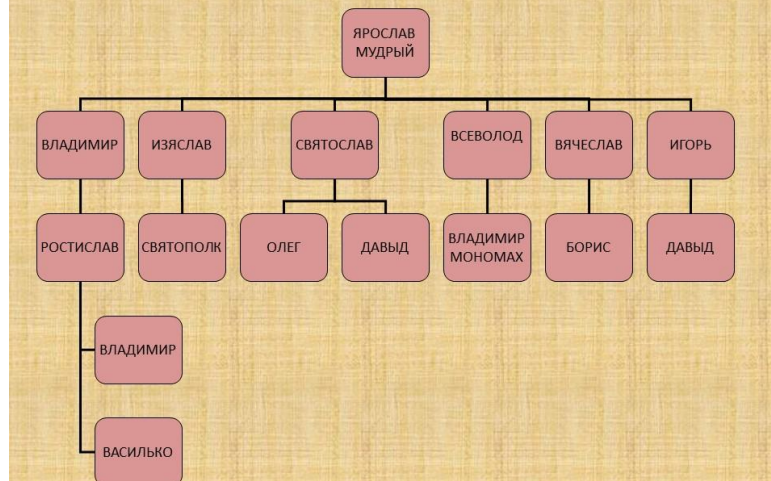 ЯРОСЛАВ
МУДРЫЙ
ВЛАДИМИР
ИЗЯСЛАВ
СВЯТОСЛАВ
ВСЕВОЛОД
ВЯЧЕСЛАВ
ИГОРЬ
РОСТИСЛАВ
СВЯТОПОЛК
ОЛЕГ
ДАВЫД
ВЛАДИМИР
МОНОМАХ
БОРИС
ДАВЫД
ВЛАДИМИР
ВАСИЛЬКО